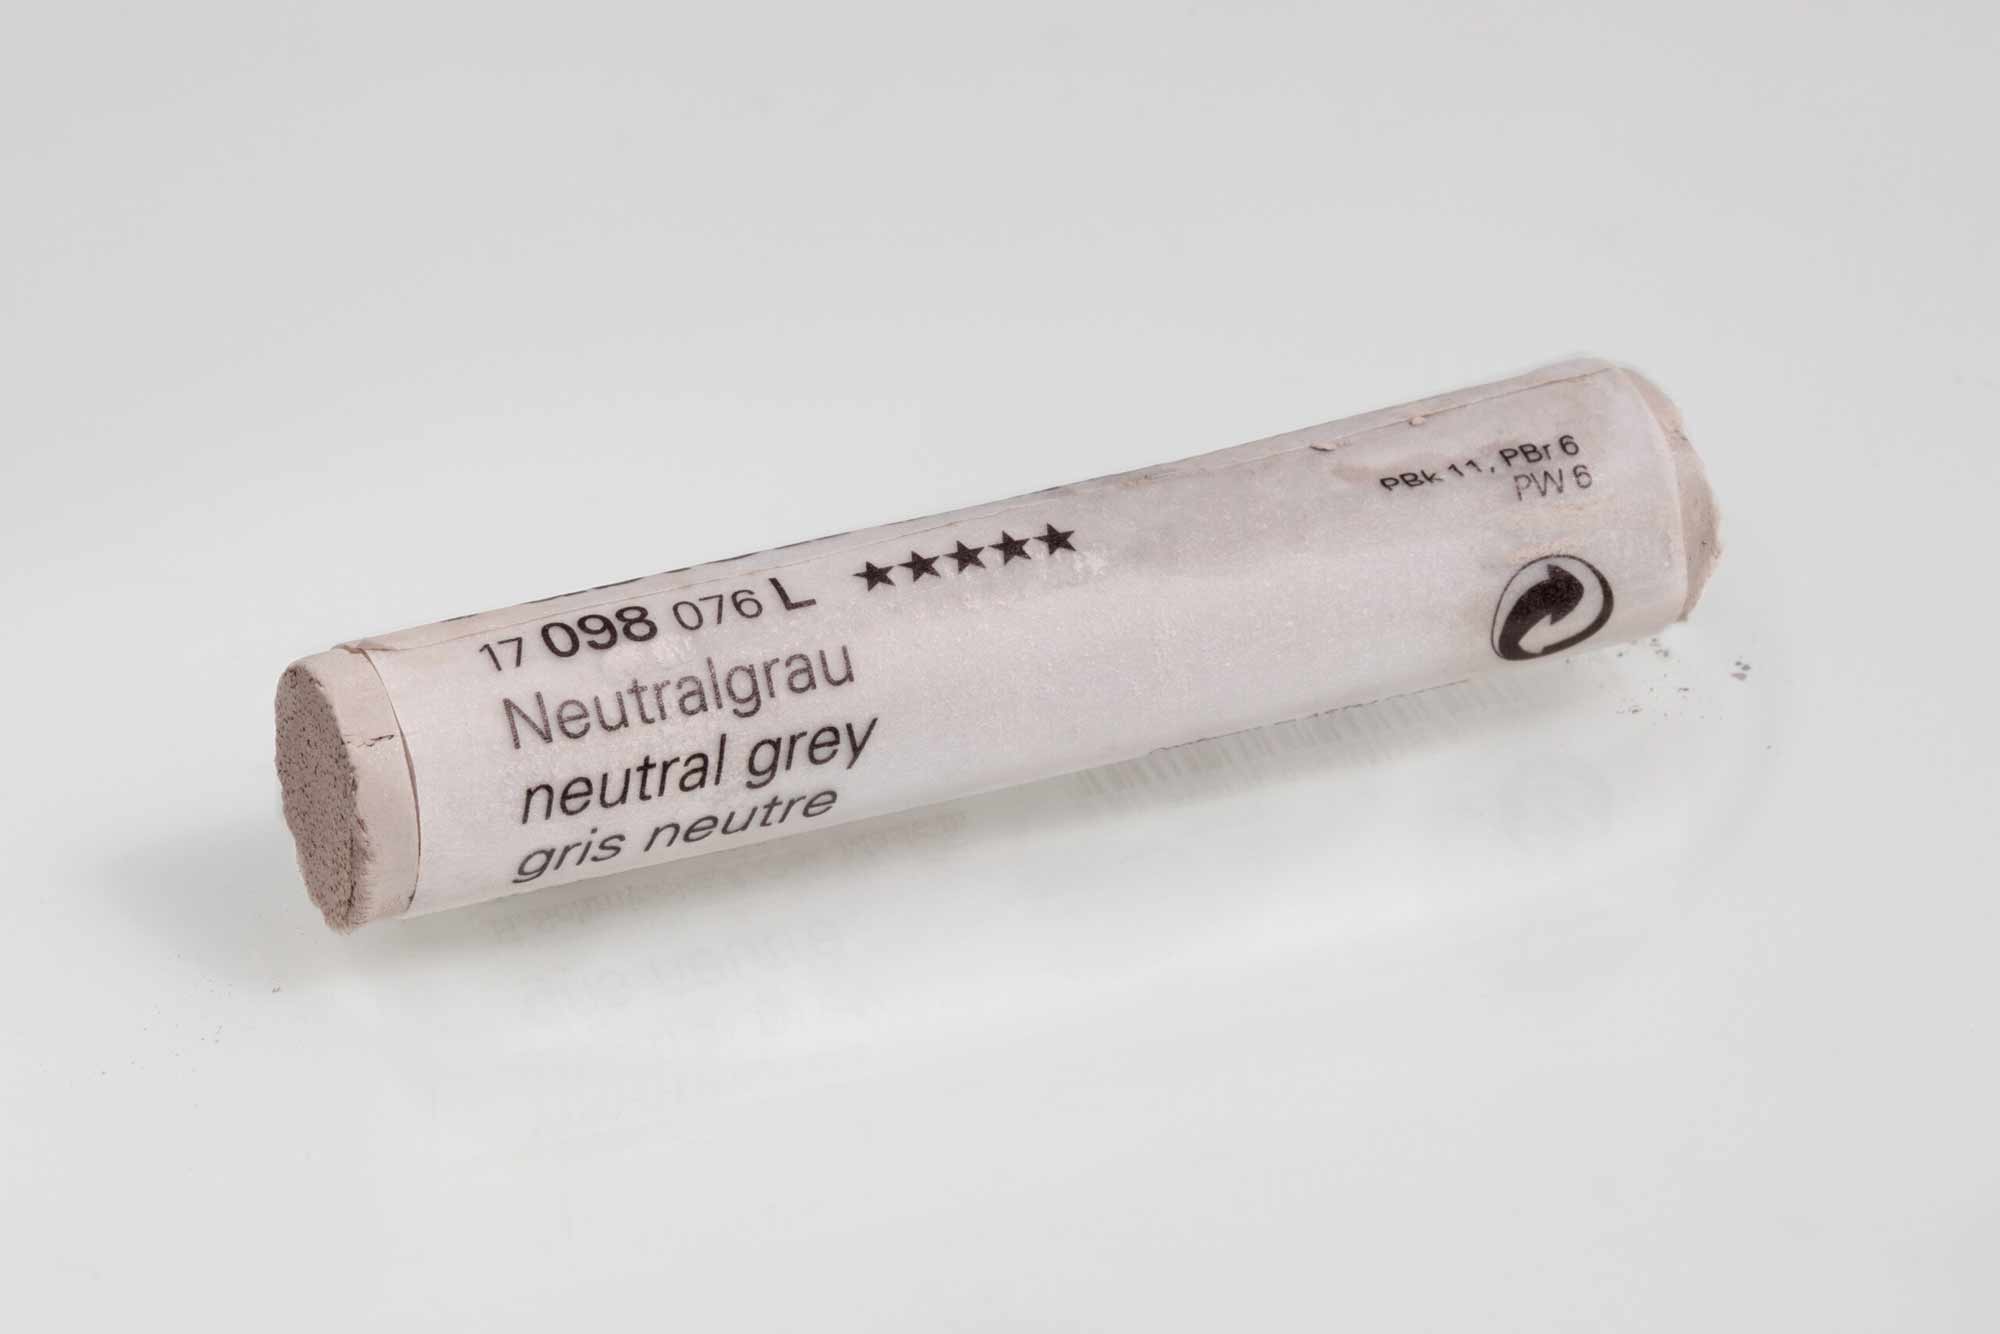 17 098 076 L ★★★★★
Neutralgrau
neutral grey
gris neutre
PBk 11, PBr 6
PW 6